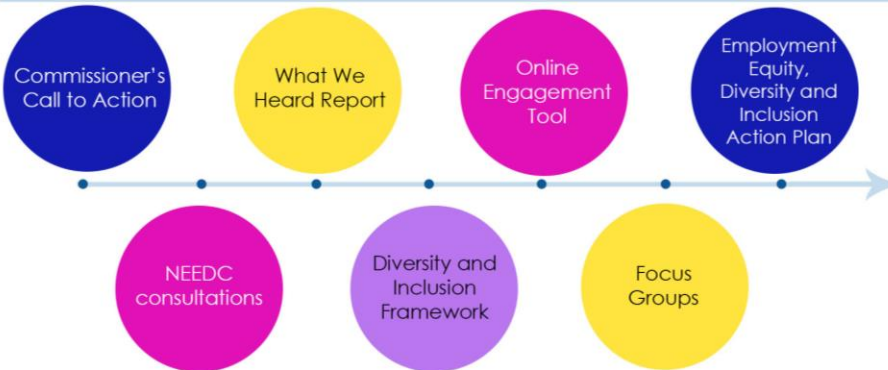 Commissioner's
Call to Action
What We
Heard Report
Online
Engagement
Tool
Employment
Equity,
Diversity and
Inclusion
Action Plan
NEEDC
consultations
Diversity and
Inclusion
Framework
Focus
Groups